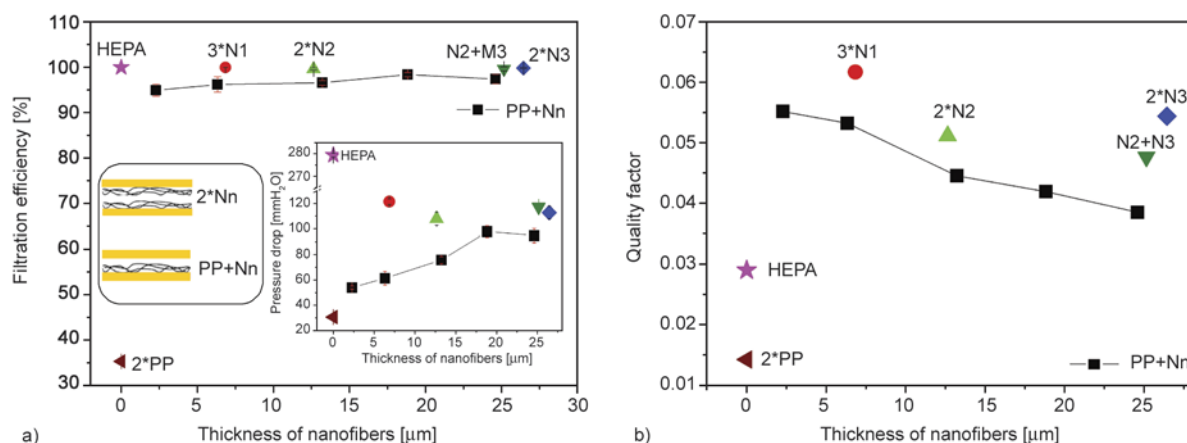 110
100
95
90
80
70
65
60
55
50
45
40
35
30
Filtration efficiency [%]
HEPA
3*N1
2*N2
N2+M3
2*N3
PP+Nn
2*Nn
PP+Nn
2*PP
280
270
120
100
80
60
40
20
Pressure drop [mmH₂O]
HEPA
0 5 10 15 20 25
Thickness of nanofibers [μm]
0 5 10 15 20 25 30
Thickness of nanofibers [μm]
a)
0.07
0.06
0.05
0.04
0.03
0.02
0.01
Quality factor
3*N1
2*N2
2*N3
N2+N3
HEPA
2*PP
PP+Nn
0 5 10 15 20 25
Thickness of nanofibers [μm]
b)